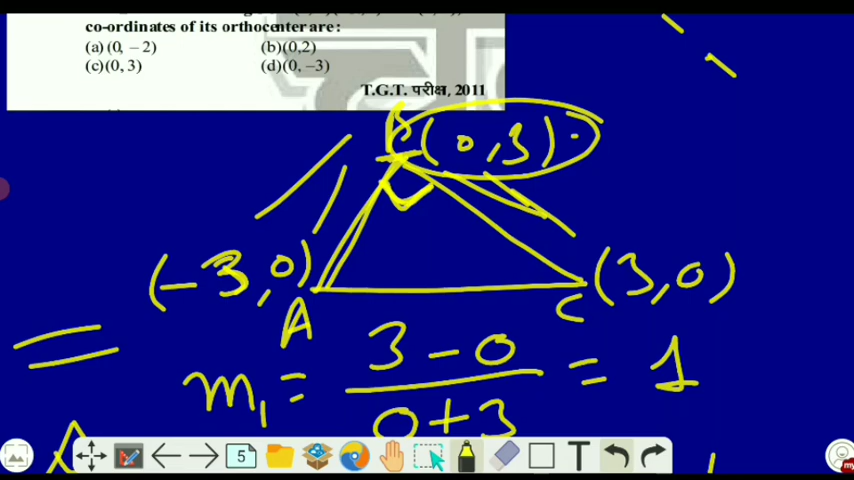 co-ordinates of its orthocenter are:
(a) (0, – 2) (b)(0,2)
(c)(0, 3) (d)(0, –3)
T.G.T. परीक्षा, 2011
B (0,3)
(-3,0) (3,0)
A C
m₁ = 3 - 0 / 0 + 3 = 1
A
5 T